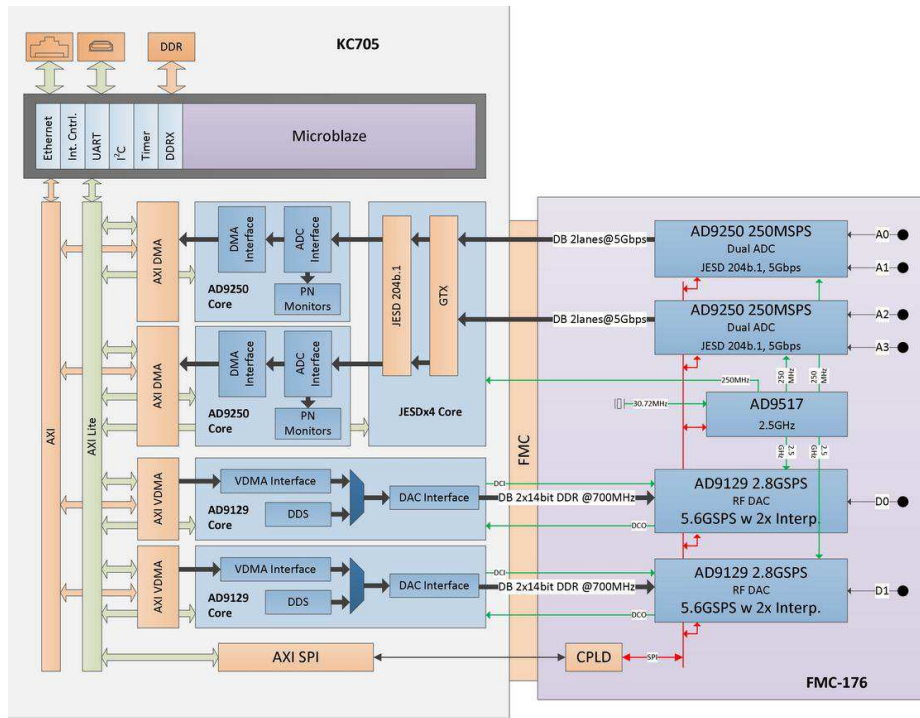 KC705
DDR
Ethernet
Int. Cntrl.
UART
I²C
Timer
DDRX
Microblaze
AXI
AXI Lite
AXI DMA
DMA Interface
ADC Interface
PN Monitors
AD9250 Core
JESD 204b.1
GTX
AXI DMA
DMA Interface
ADC Interface
PN Monitors
AD9250 Core
JESDx4 Core
AXI VDMA
VDMA Interface
DDS
DAC Interface
AD9129 Core
AXI VDMA
VDMA Interface
DDS
DAC Interface
AD9129 Core
AXI SPI
FMC
DB 2lanes@5Gbps
DB 2lanes@5Gbps
250MHz
30.72MHz
DCI
DB 2x14bit DDR @700MHz
DCO
DCI
DB 2x14bit DDR @700MHz
DCO
CPLD
SPI
AD9250 250MSPS
Dual ADC
JESD 204b.1, 5Gbps
A0
A1
AD9250 250MSPS
Dual ADC
JESD 204b.1, 5Gbps
A2
A3
250 MHz
250 MHz
AD9517
2.5GHz
2.5 GHz
2.5 GHz
AD9129 2.8GSPS
RF DAC
5.6GSPS w 2x Interp.
D0
AD9129 2.8GSPS
RF DAC
5.6GSPS w 2x Interp.
D1
FMC-176